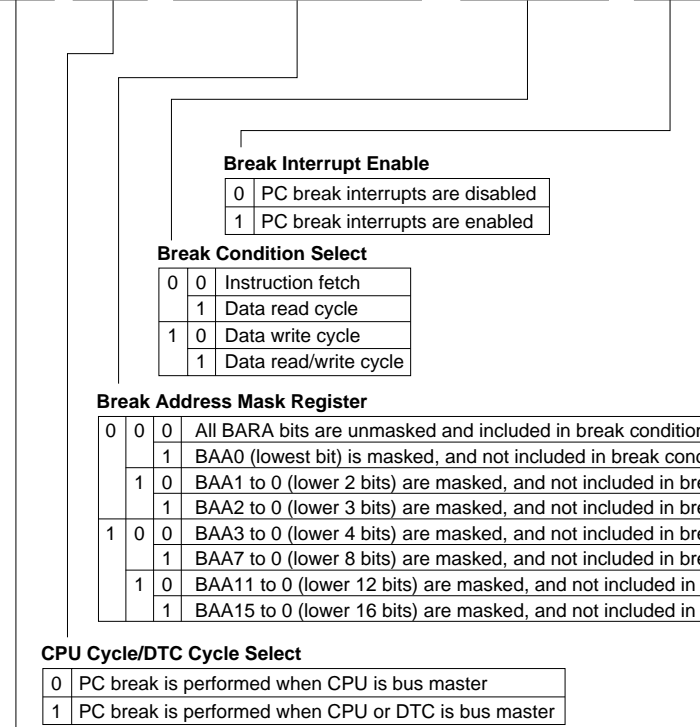 Break Interrupt Enable
0 PC break interrupts are disabled
1 PC break interrupts are enabled
Break Condition Select
0 0 Instruction fetch
1 Data read cycle
1 0 Data write cycle
1 Data read/write cycle
Break Address Mask Register
0 0 0 All BARA bits are unmasked and included in break condition
1 BAA0 (lowest bit) is masked, and not included in break
1 0 BAA1 to 0 (lower 2 bits) are masked, and not included in
1 BAA2 to 0 (lower 3 bits) are masked, and not included in
1 0 0 BAA3 to 0 (lower 4 bits) are masked, and not included in
1 BAA7 to 0 (lower 8 bits) are masked, and not included in
1 0 BAA11 to 0 (lower 12 bits) are masked, and not included in
1 BAA15 to 0 (lower 16 bits) are masked, and not included in
CPU Cycle/DTC Cycle Select
0 PC break is performed when CPU is bus master
1 PC break is performed when CPU or DTC is bus master